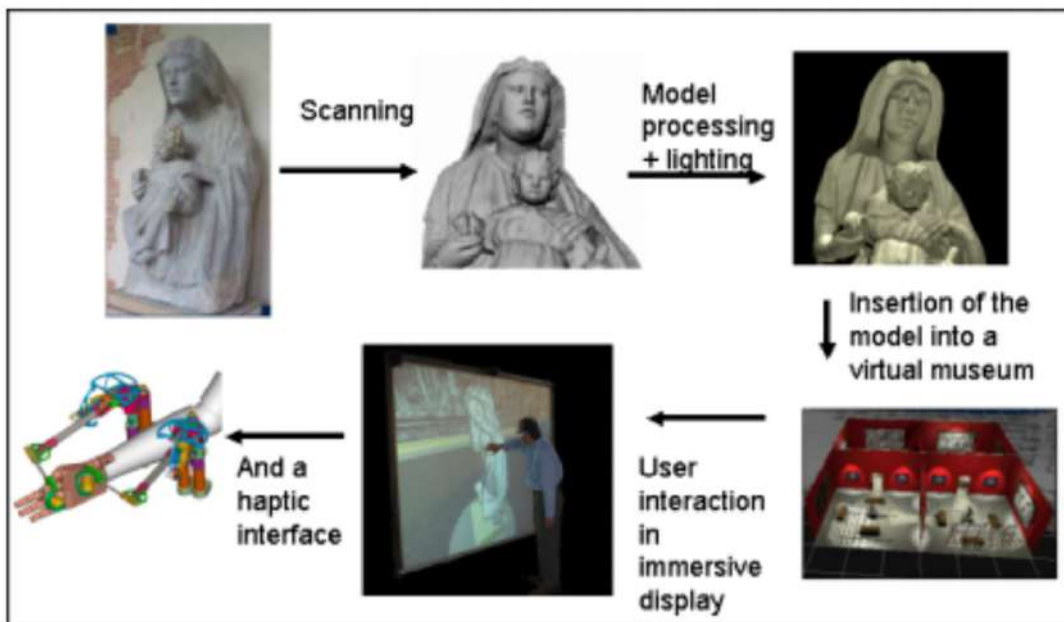 Scanning
Model
processing
+ lighting
Insertion of the
model into a
virtual museum
User
interaction
in
immersive
display
And a
haptic
interface